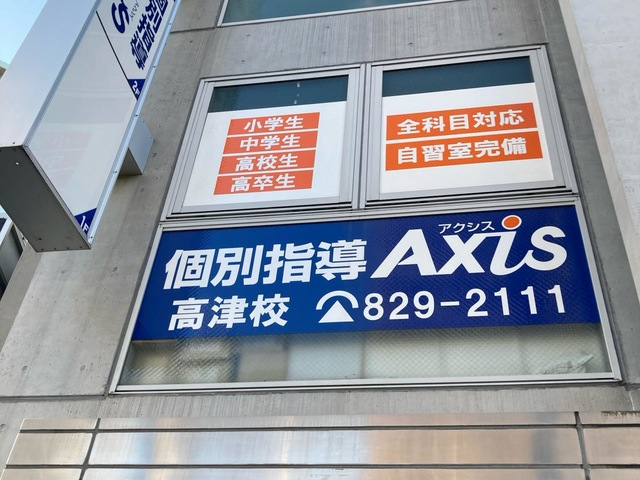 小学生
中学生
高校生
高卒生
全科目対応
自習室完備
アクシス
個別指導 Axis
高津校 829-2111